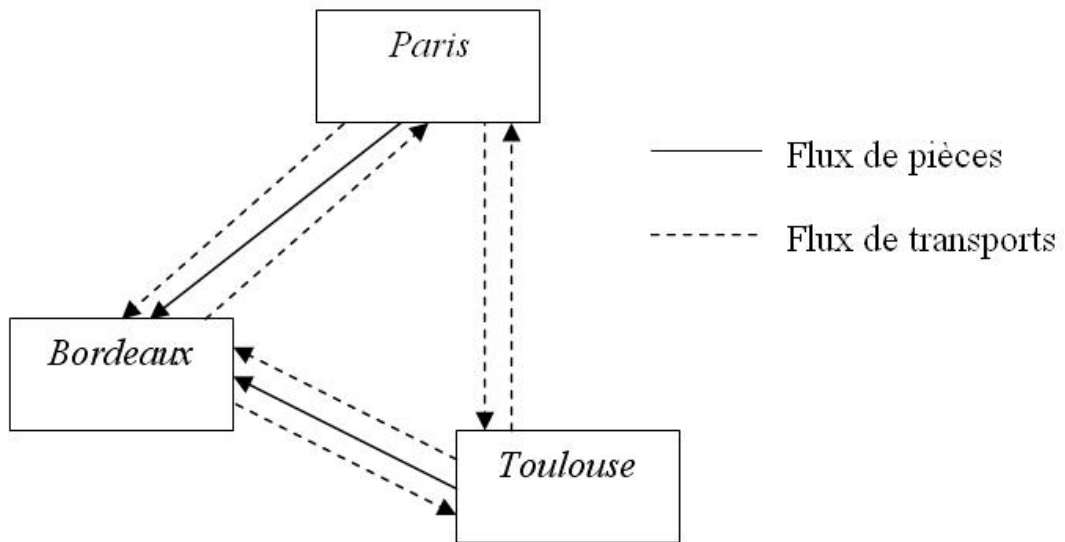 Paris
Flux de pièces
Flux de transports
Bordeaux
Toulouse